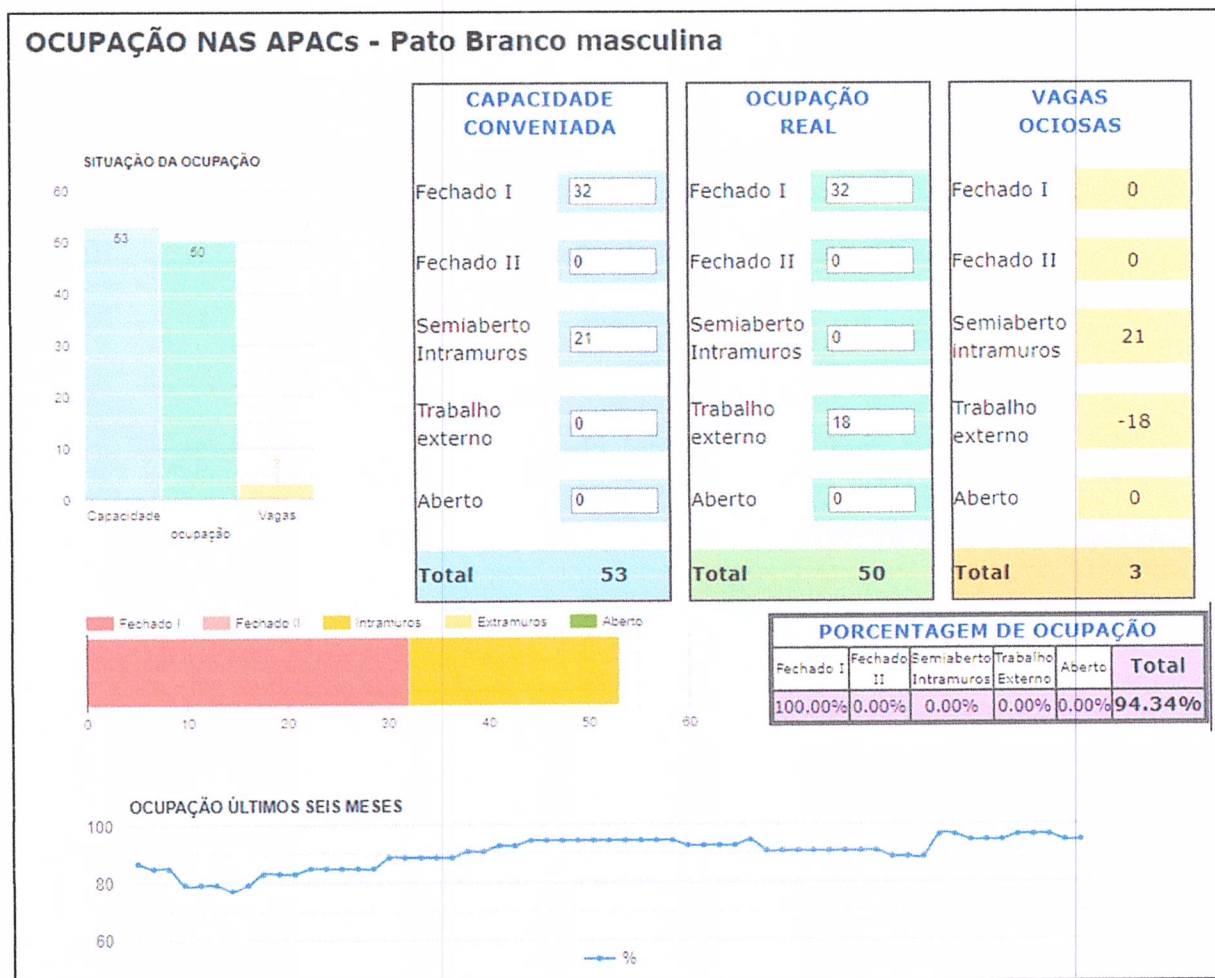 OCUPAÇÃO NAS APACs - Pato Branco masculina
SITUAÇÃO DA OCUPAÇÃO
60
50
40
30
20
10
0
53
50
3
Capacidade
ocupação
Vagas
CAPACIDADE
CONVENIADA
Fechado I 32
Fechado II 0
Semiaberto
Intramuros 21
Trabalho
externo 0
Aberto 0
Total 53
OCUPAÇÃO
REAL
Fechado I 32
Fechado II 0
Semiaberto
Intramuros 0
Trabalho
externo 18
Aberto 0
Total 50
VAGAS
OCIOSAS
Fechado I 0
Fechado II 0
Semiaberto
intramuros 21
Trabalho
externo -18
Aberto 0
Total 3
Fechado I Fechado II Intramuros Extramuros Aberto
0 10 20 30 40 50 60
PORCENTAGEM DE OCUPAÇÃO
Fechado I Fechado II Semiaberto Intramuros Trabalho Externo Aberto Total
100.00% 0.00% 0.00% 0.00% 0.00% 94.34%
OCUPAÇÃO ÚLTIMOS SEIS MESES
100
80
60
%